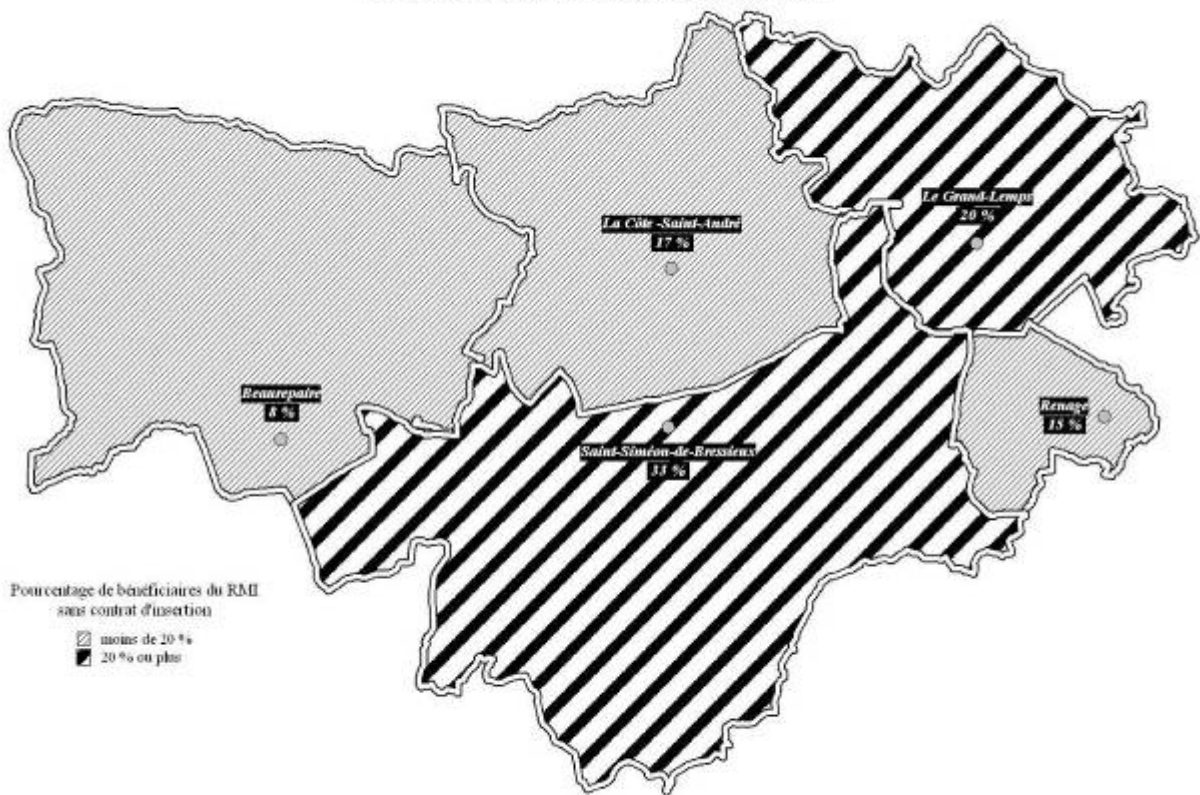 Le Grand-Lemps
20 %
La Côte -Saint-André
17 %
Beaurepaire
8 %
Renage
15 %
Saint-Siméon-de-Bressieux
33 %
Pourcentage de bénéficiaires du RMI
sans contrat d'insertion
moins de 20 %
20 % ou plus